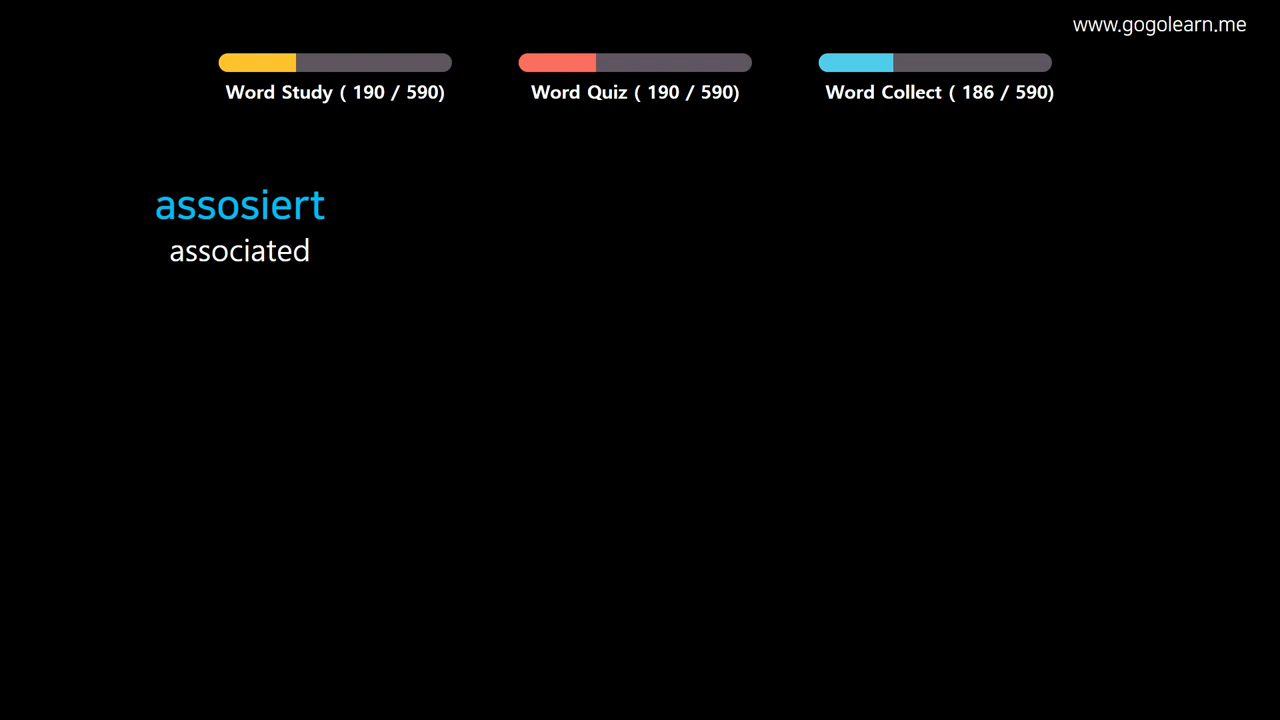 www.gogolearn.me
Word Study ( 190 / 590)
Word Quiz ( 190 / 590)
Word Collect ( 186 / 590)
assosiert
associated